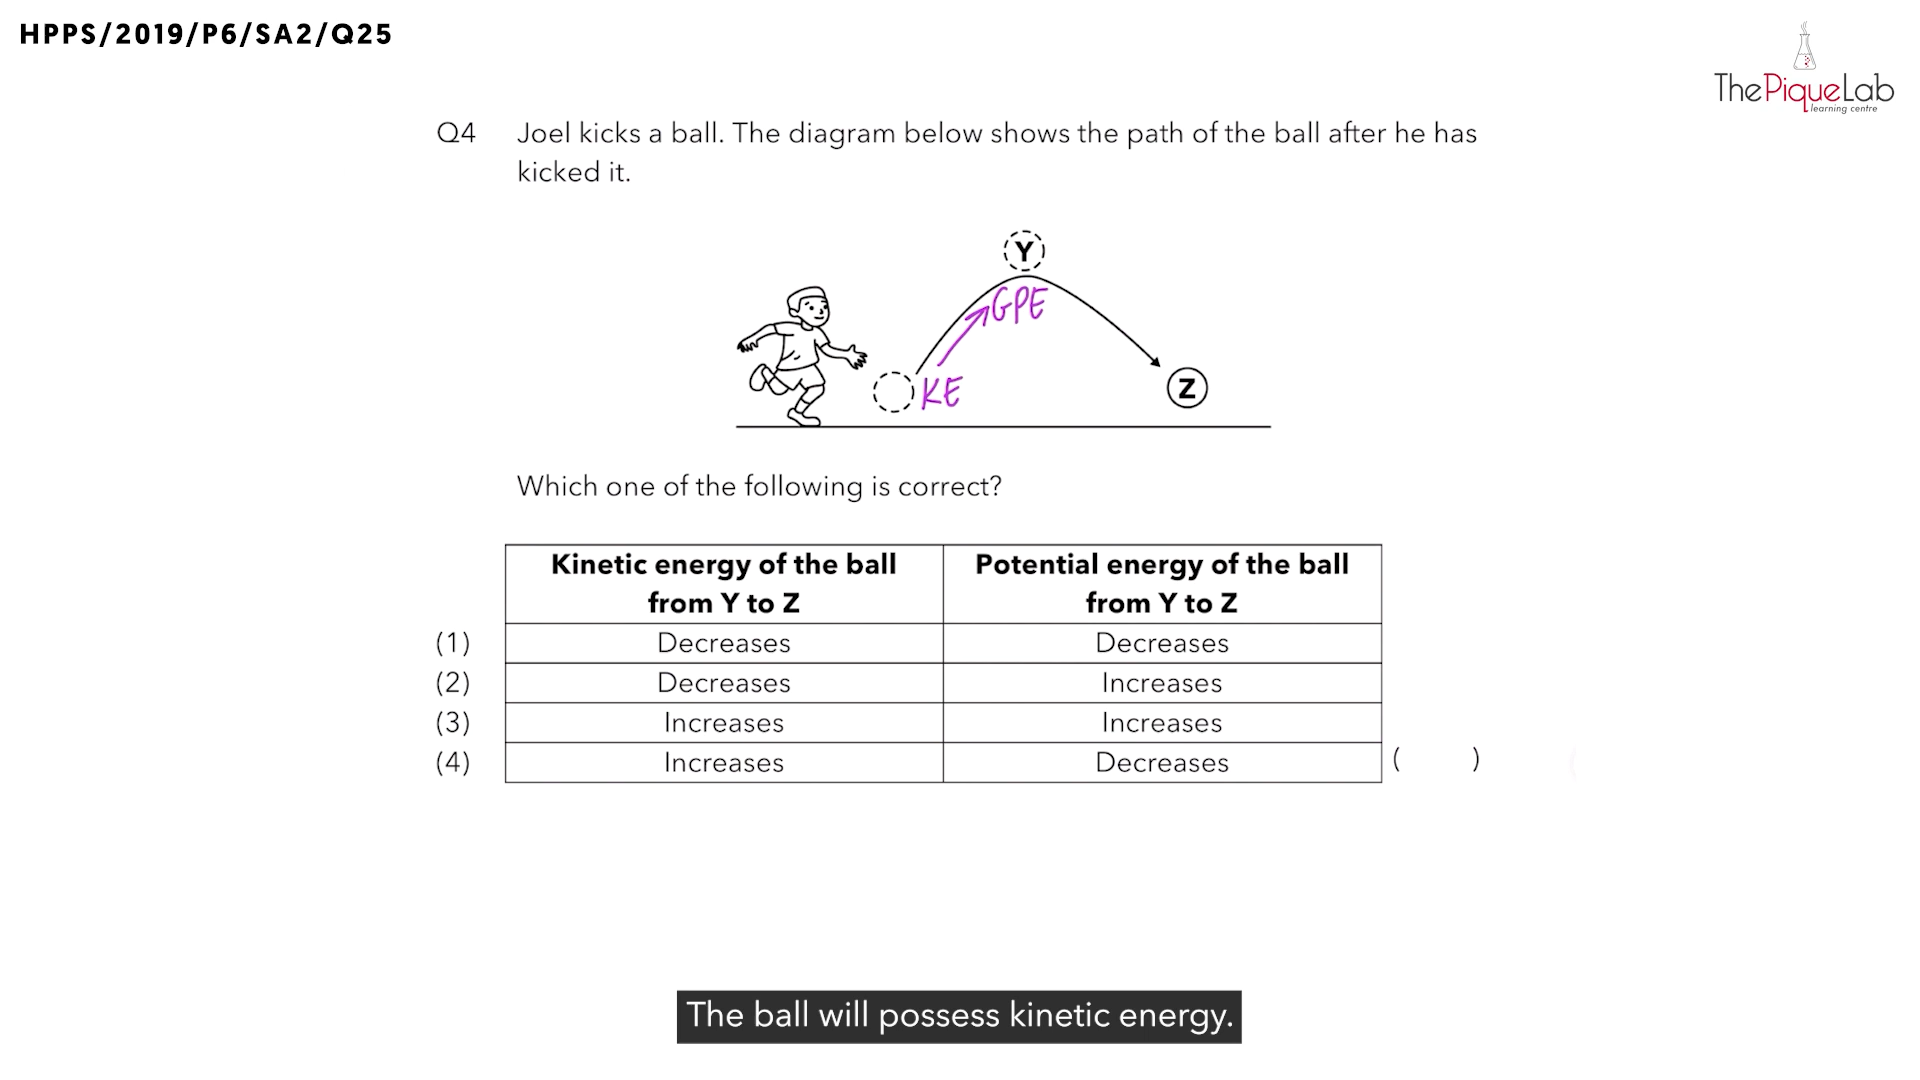 HPPS/2019/P6/SA2/Q25
ThePiqueLab
learning centre
Q4 Joel kicks a ball. The diagram below shows the path of the ball after he has
kicked it.
Y
GPE
KE
Z
Which one of the following is correct?
Kinetic energy of the ball from Y to Z
Potential energy of the ball from Y to Z
(1) Decreases Decreases
(2) Decreases Increases
(3) Increases Increases
(4) Increases Decreases ( )
The ball will possess kinetic energy.